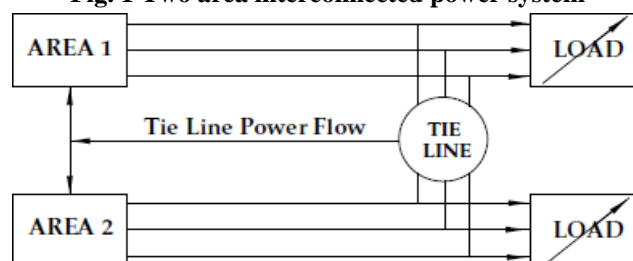 Fig. 1 Two area interconnected power system
AREA 1
LOAD
Tie Line Power Flow
TIE
LINE
AREA 2
LOAD